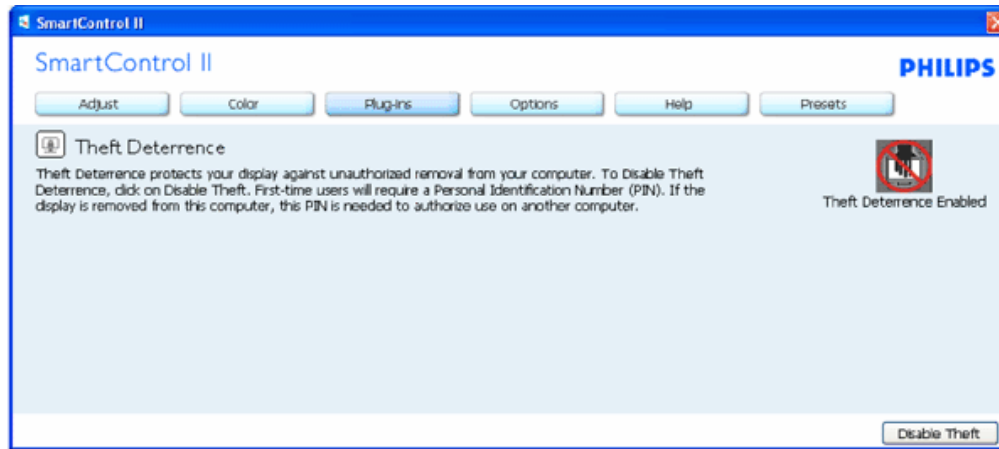 SmartControl II
SmartControl II
PHILIPS
Adjust Color Plug-Ins Options Help Presets
Theft Deterrence
Theft Deterrence protects your display against unauthorized removal from your computer. To Disable Theft
Deterrence, click on Disable Theft. First-time users will require a Personal Identification Number (PIN). If the
display is removed from this computer, this PIN is needed to authorize use on another computer.
Theft Deterrence Enabled
Disable Theft